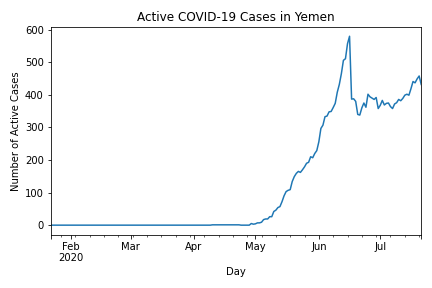 Active COVID-19 Cases in Yemen
600
500
400
300
200
100
0
Number of Active Cases
Feb
2020
Mar
Apr
May
Jun
Jul
Day